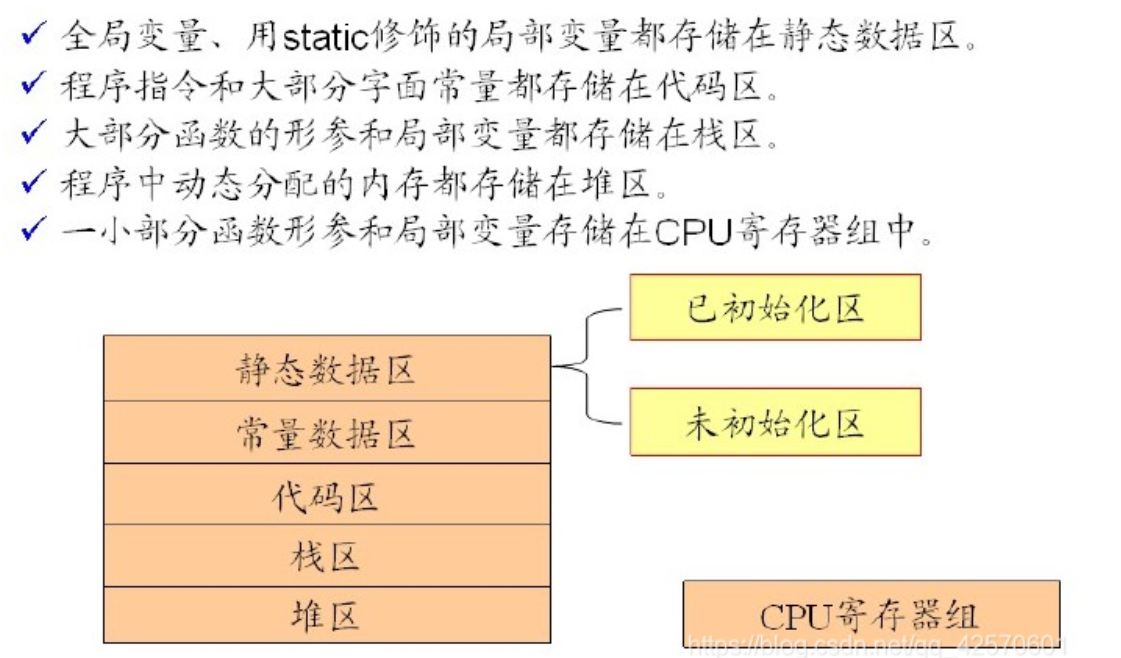 ✓ 全局变量、用static修饰的局部变量都存储在静态数据区。
✓ 程序指令和大部分字面常量都存储在代码区。
✓ 大部分函数的形参和局部变量都存储在栈区。
✓ 程序中动态分配的内存都存储在堆区。
✓ 一小部分函数形参和局部变量存储在CPU寄存器组中。
已初始化区
静态数据区
未初始化区
常量数据区
代码区
栈区
堆区
CPU寄存器组
https://blog.csdn.net/qq_42570601